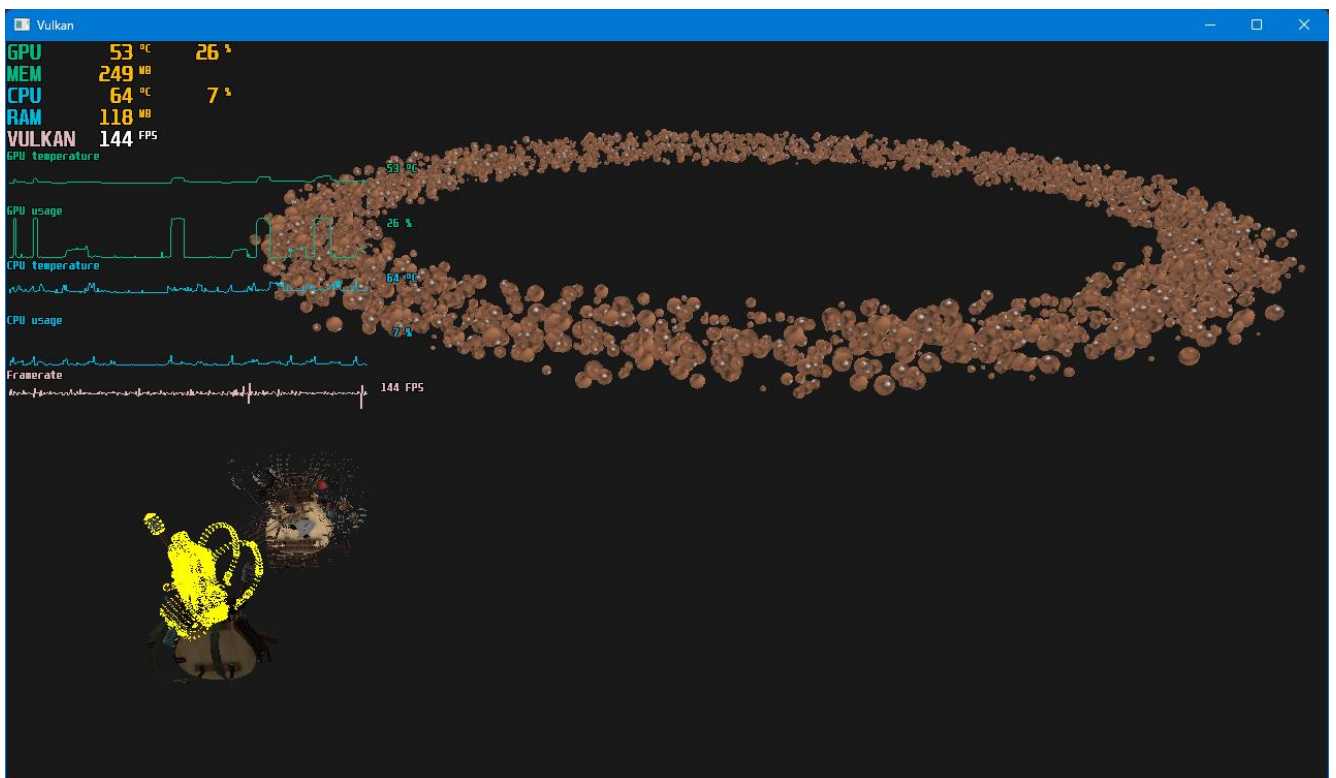 Vulkan
GPU 53 °C 26 %
MEM 249 MB
CPU 64 °C 7 %
RAM 118 MB
VULKAN 144 FPS
GPU temperature
53 °C
GPU usage
26 %
CPU temperature
64 °C
CPU usage
7 %
Framerate
144 FPS